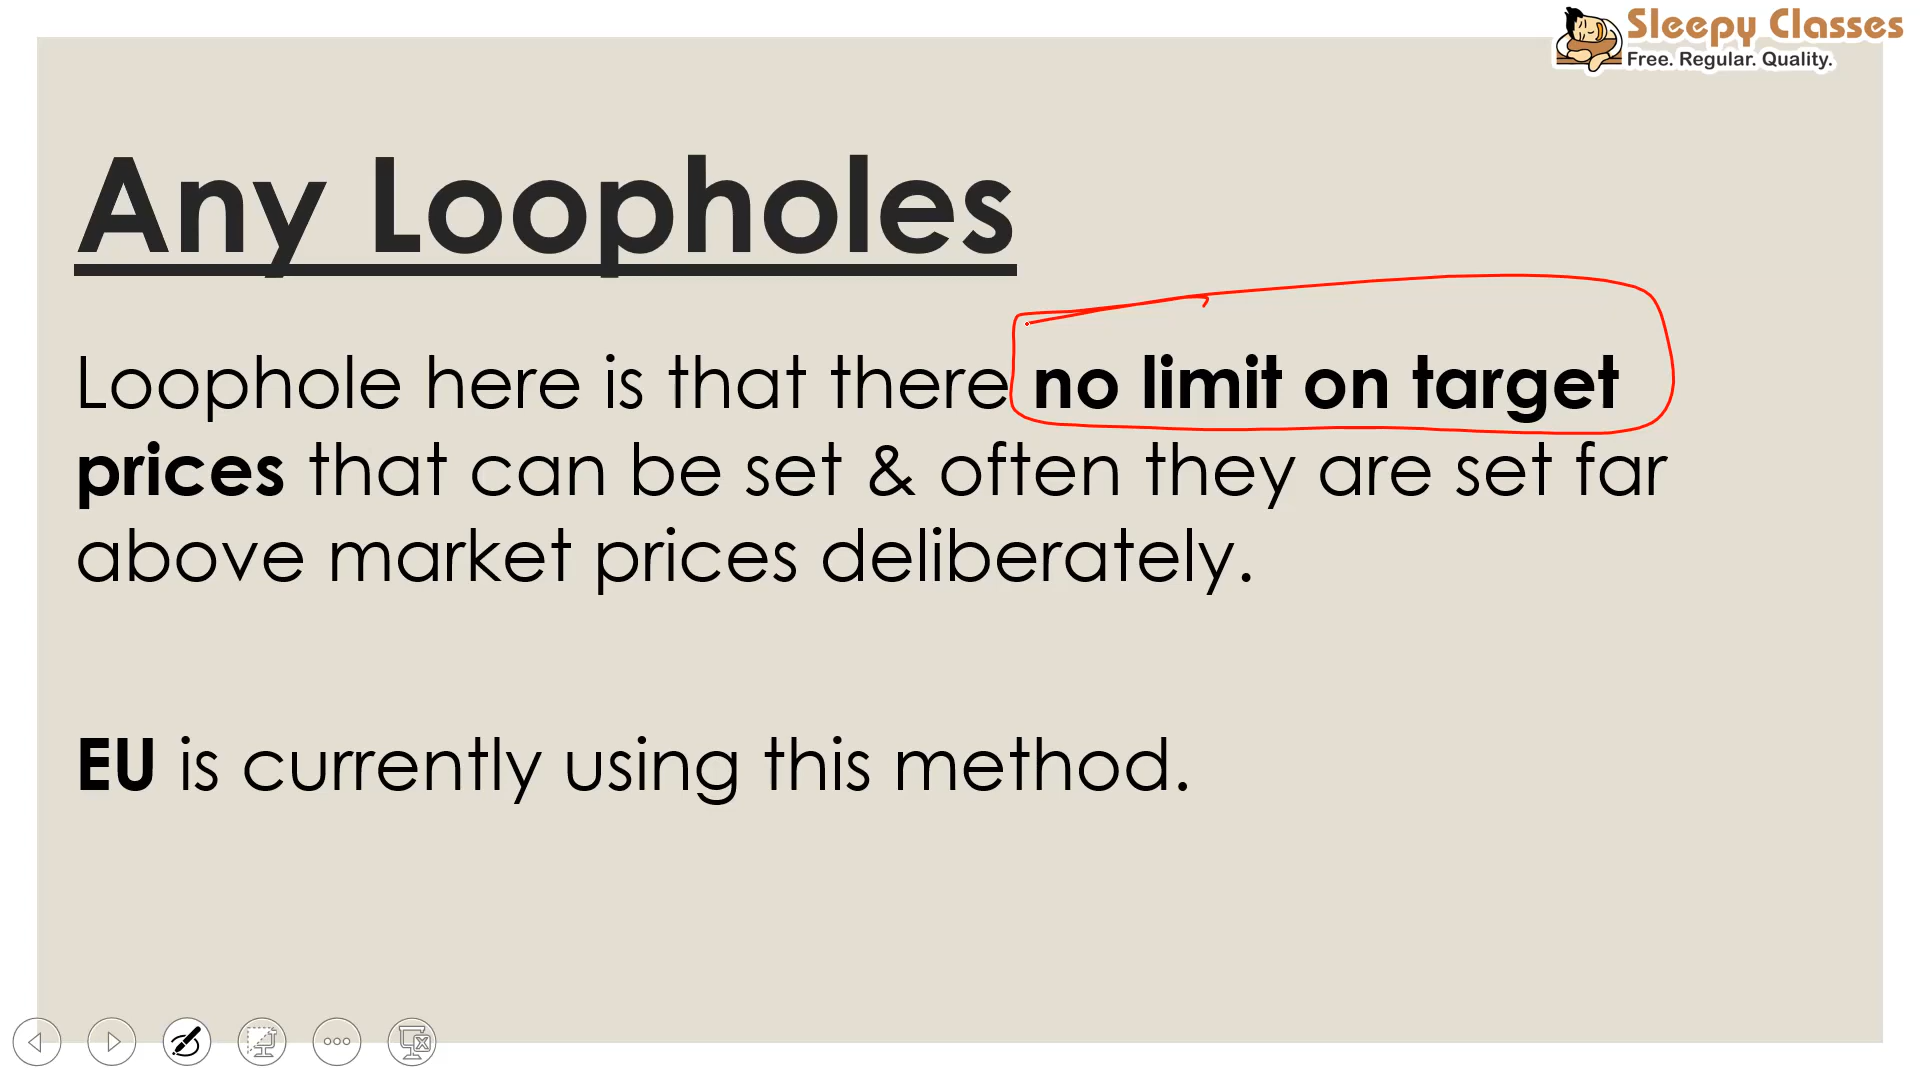 Sleepy Classes
Free. Regular. Quality.
Any Loopholes
Loophole here is that there no limit on target
prices that can be set & often they are set far
above market prices deliberately.
EU is currently using this method.